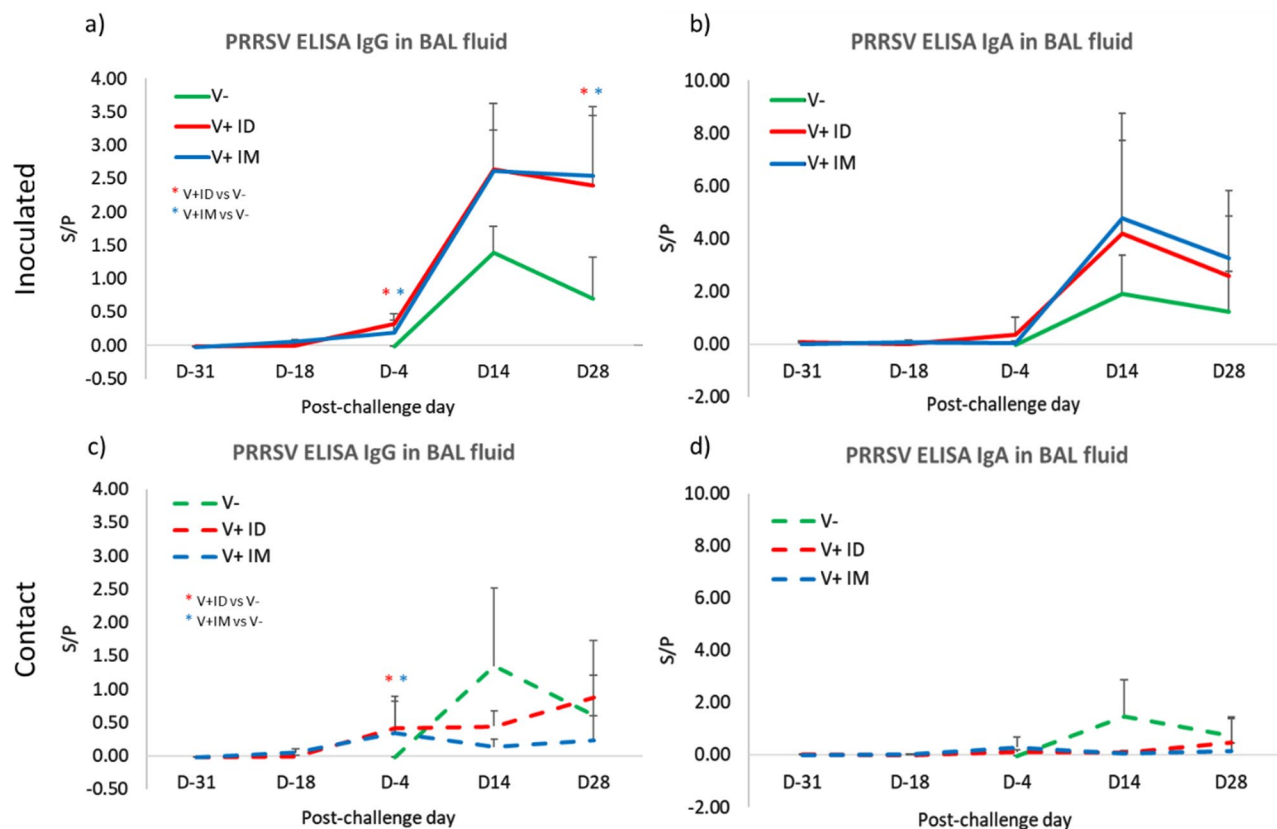 a)
PRRSV ELISA IgG in BAL fluid
4.00
3.50
3.00
2.50
2.00
1.50
1.00
0.50
0.00
-0.50
S/P
V-
V+ ID
V+ IM
* V+ID vs V-
* V+IM vs V-
* *
* *
D-31 D-18 D-4 D14 D28
Post-challenge day
Inoculated
b)
PRRSV ELISA IgA in BAL fluid
10.00
8.00
6.00
4.00
2.00
0.00
-2.00
S/P
V-
V+ ID
V+ IM
D-31 D-18 D-4 D14 D28
Post-challenge day
c)
PRRSV ELISA IgG in BAL fluid
4.00
3.50
3.00
2.50
2.00
1.50
1.00
0.50
0.00
-0.50
S/P
V-
V+ ID
V+ IM
* V+ID vs V-
* V+IM vs V-
* *
D-31 D-18 D-4 D14 D28
Post-challenge day
Contact
d)
PRRSV ELISA IgA in BAL fluid
10.00
8.00
6.00
4.00
2.00
0.00
-2.00
S/P
V-
V+ ID
V+ IM
D-31 D-18 D-4 D14 D28
Post-challenge day